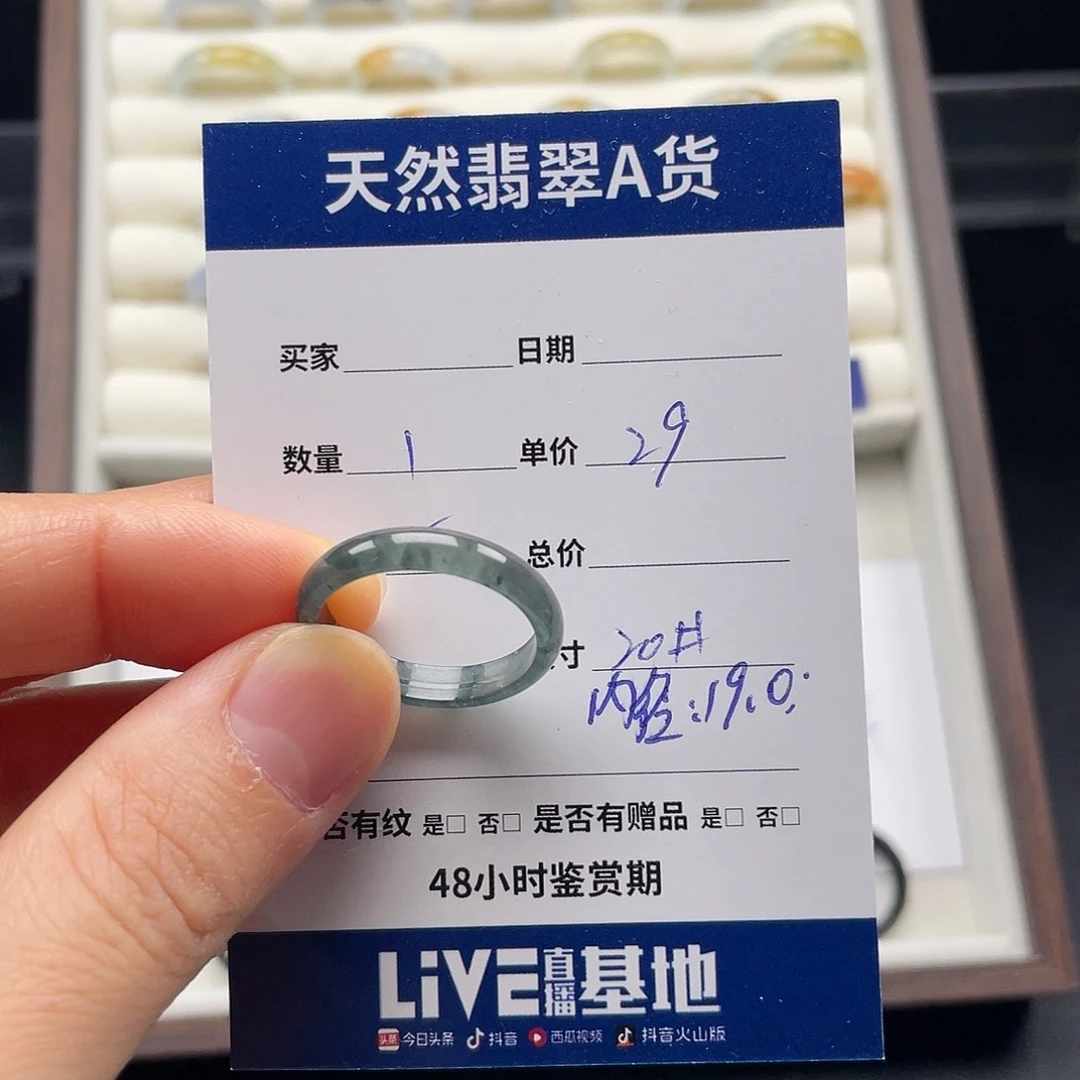 天然翡翠A货
买家 日期
数量 1 单价 29
总价
寸 20#
内径:19.0
否有纹 是□ 否□ 是否有赠品 是□ 否□
48小时鉴赏期
LiVE直播基地
头条 今日头条 抖音 西瓜视频 抖音火山版